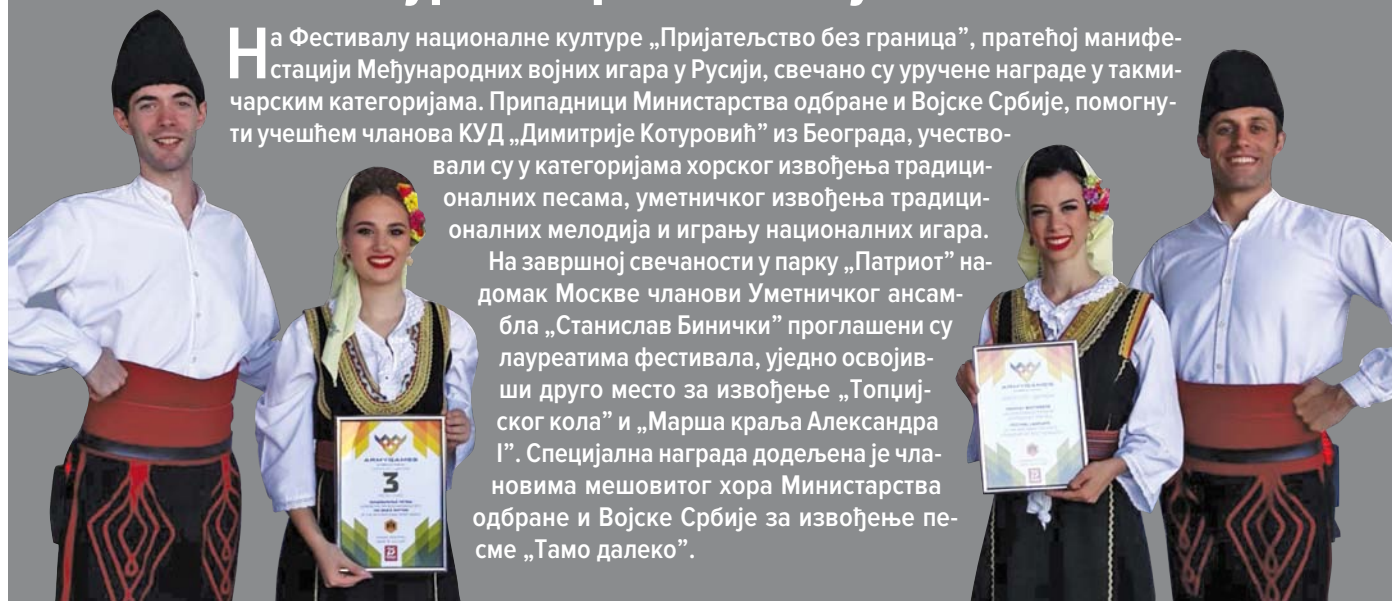 На Фестивалу националне културе „Пријатељство без граница”, пратећој манифе-
стацији Међународних војних игара у Русији, свечано су уручене награде у такми-
чарским категоријама. Припадници Министарства одбране и Војске Србије, помогну-
ти учешћем чланова КУД „Димитрије Котуровић” из Београда, учество-
вали су у категоријама хорског извођења традици-
оналних песама, уметничког извођења традици-
оналних мелодија и игрању националних игара.
На завршној свечаности у парку „Патриот” на-
домак Москве чланови Уметничког ансам-
бла „Станислав Бинички” проглашени су
лауреатима фестивала, уједно освојив-
ши друго место за извођење „Топџиј-
ског кола” и „Марша краља Александра
I”. Специјална награда додељена је чла-
новима мешовитог хора Министарства
одбране и Војске Србије за извођење пе-
сме „Тамо далеко”.
ARMYGAMES
3
ARMYGAMES